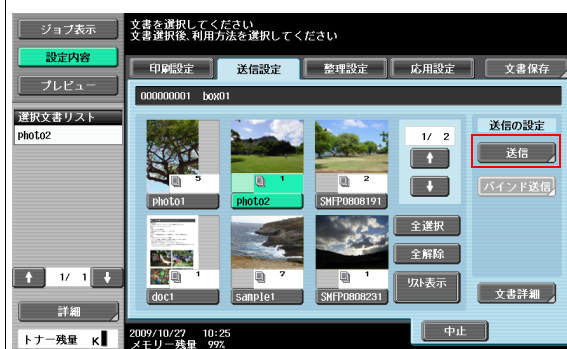 ジョブ表示
設定内容
プレビュー
選択文書リスト
photo2
1/ 1
詳細
トナー残量 K
文書を選択してください
文書選択後、利用方法を選択してください
印刷設定
送信設定
整理設定
応用設定
文書保存
000000001 box01
5
photo1
1
photo2
2
SMFP0808191
1
doc1
7
sanple1
1
SMFP0808231
1/ 2
全選択
全解除
リスト表示
送信の設定
送信
バインド送信
文書詳細
2009/10/27 10:25
メモリー残量 99%
中止